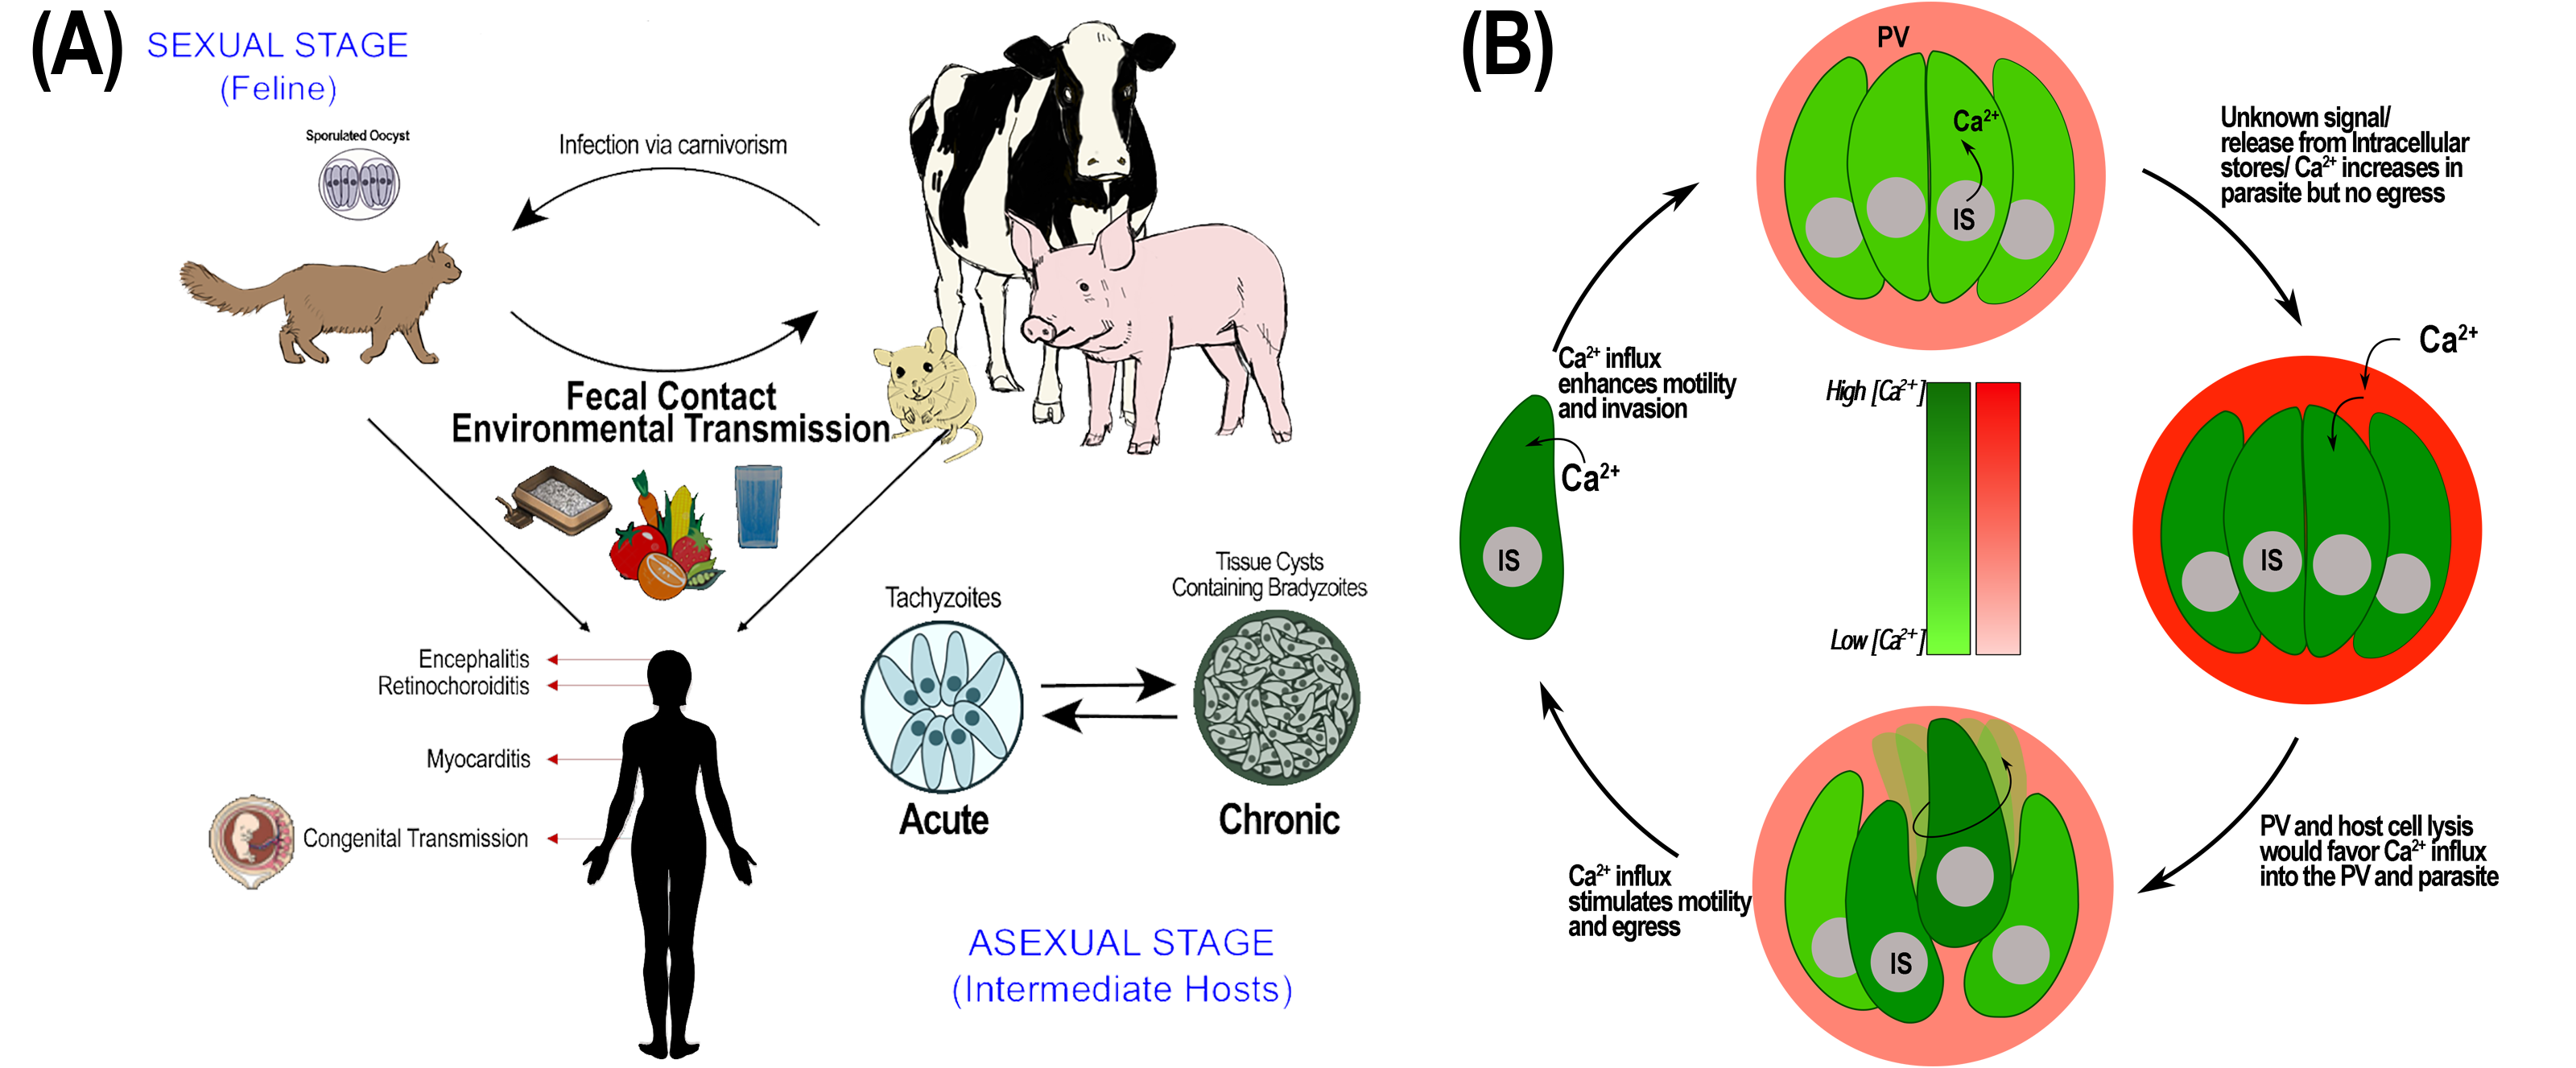 (A)
SEXUAL STAGE
(Feline)
Sporulated Oocyst
Infection via carnivorism
Fecal Contact
Environmental Transmission
Encephalitis
Retinochoroiditis
Myocarditis
Congenital Transmission
Tachyzoites
Acute
Tissue Cysts
Containing Bradyzoites
Chronic
ASEXUAL STAGE
(Intermediate Hosts)
(B)
PV
Ca²⁺
IS
Unknown signal/
release from Intracellular
stores/ Ca²⁺ increases in
parasite but no egress
Ca²⁺
IS
PV and host cell lysis
would favor Ca²⁺ influx
into the PV and parasite
IS
Ca²⁺ influx
stimulates motility
and egress
Ca²⁺
IS
Ca²⁺ influx
enhances motility
and invasion
High [Ca²⁺]
Low [Ca²⁺]